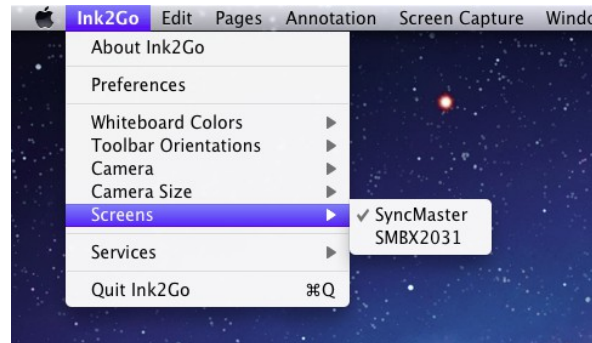 Ink2Go Edit Pages Annotation Screen Capture
About Ink2Go
Preferences
Whiteboard Colors
Toolbar Orientations
Camera
Camera Size
Screens
✓ SyncMaster
SMBX2031
Services
Quit Ink2Go ⌘Q